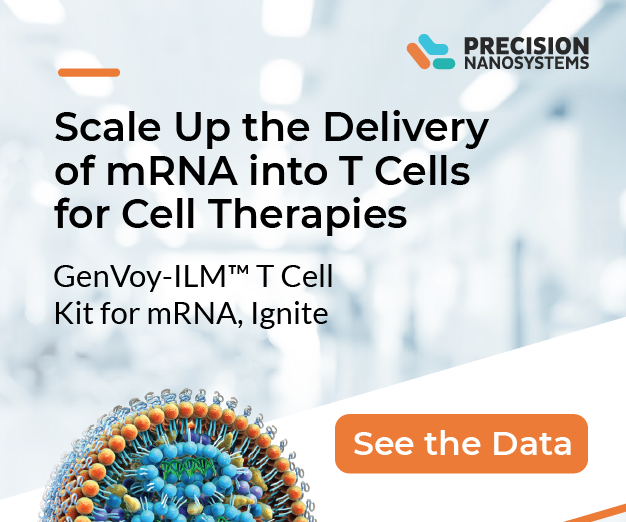 PRECISION
NANOSYSTEMS
Scale Up the Delivery
of mRNA into T Cells
for Cell Therapies
GenVoy-ILM™ T Cell
Kit for mRNA, Ignite
See the Data